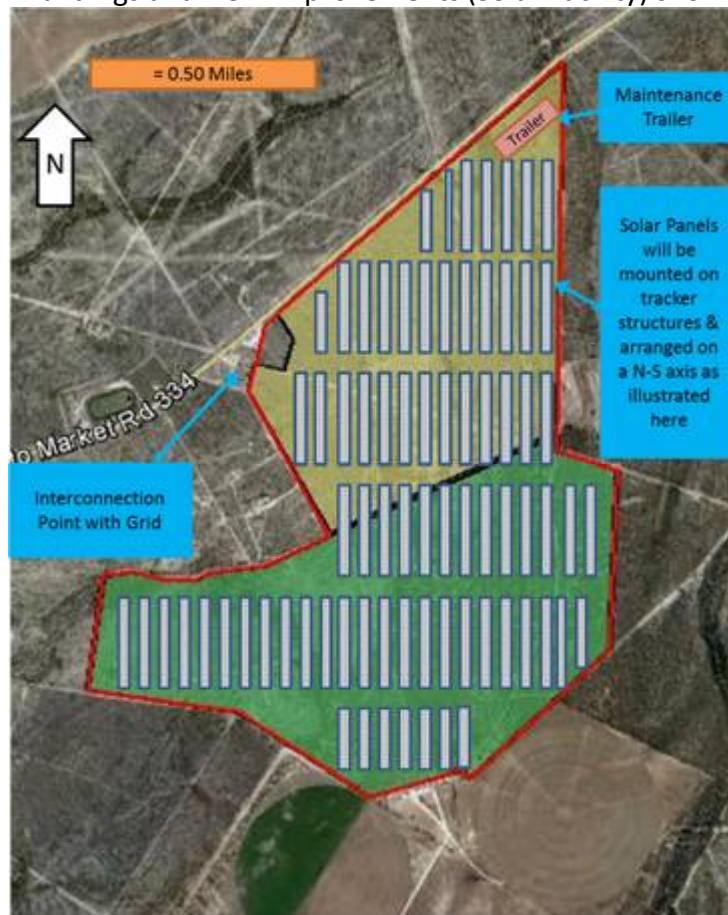 = 0.50 Miles
N
Trailer
Maintenance
Trailer
Solar Panels
will be
mounted on
tracker
structures &
arranged on
a N-S axis as
illustrated
here
to Market Rd 334
Interconnection
Point with Grid